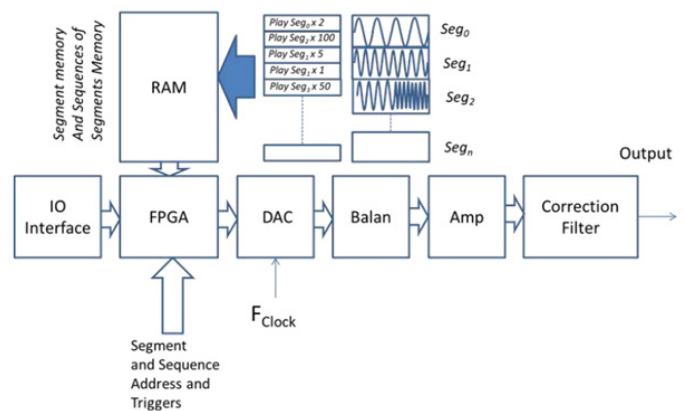 Play Seg0 x 2
Play Seg2 x 100
Play Seg1 x 5
Play Seg1 x 1
Play Seg3 x 50
Seg0
Seg1
Seg2
Segn
Segment memory
And Sequences of
Segments Memory
RAM
Output
IO
Interface
FPGA
DAC
Balan
Amp
Correction
Filter
FClock
Segment
and Sequence
Address and
Triggers